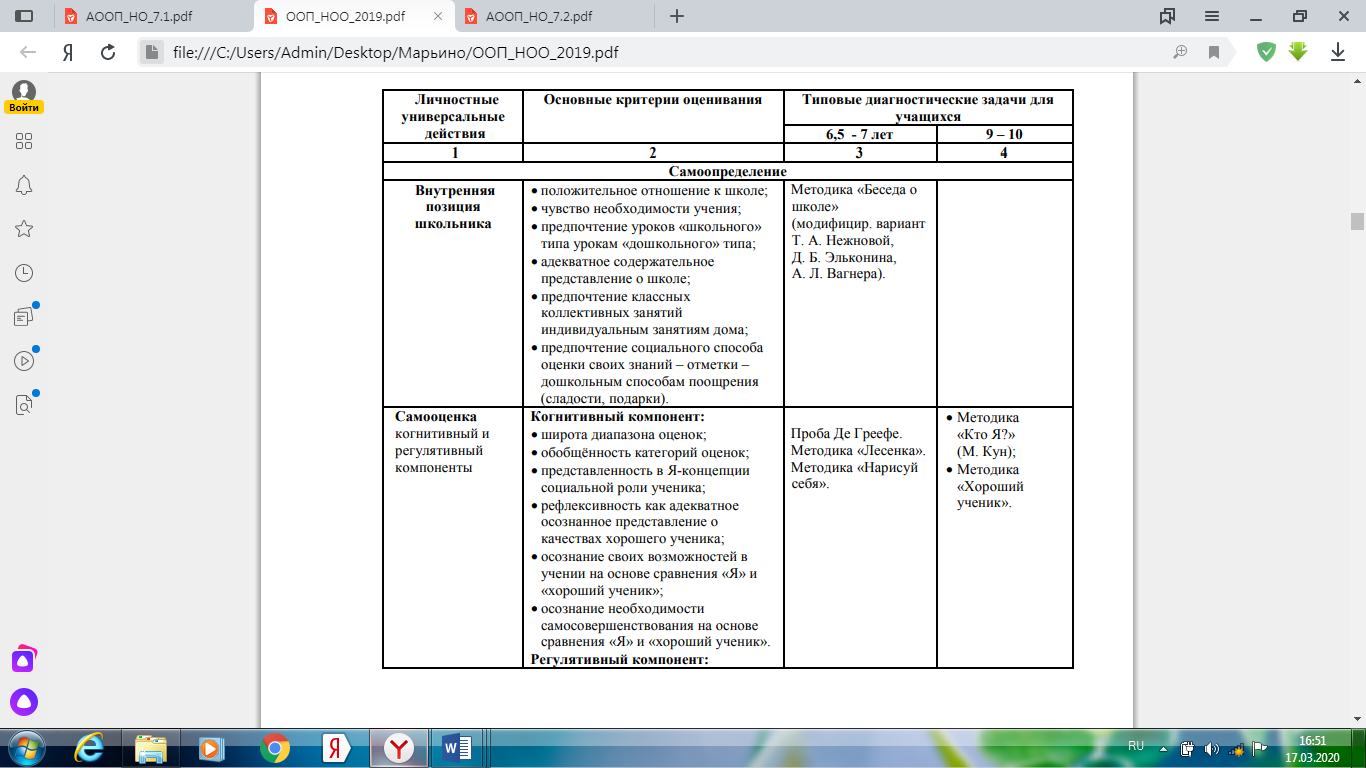 АООП_НО_7.1.pdf
ООП_НОО_2019.pdf
АООП_НО_7.2.pdf
file:///C:/Users/Admin/Desktop/Марьино/ООП_НОО_2019.pdf
Войти
Личностные
универсальные
действия
Основные критерии оценивания
Типовые диагностические задачи для
учащихся
6,5 - 7 лет
9 – 10
1
2
3
4
Самоопределение
Внутренняя
позиция
школьника
• положительное отношение к школе;
• чувство необходимости учения;
• предпочтение уроков «школьного»
типа урокам «дошкольного» типа;
• адекватное содержательное
представление о школе;
• предпочтение классных
коллективных занятий
индивидуальным занятиям дома;
• предпочтение социального способа
оценки своих знаний – отметки –
дошкольным способам поощрения
(сладости, подарки).
Методика «Беседа о
школе»
(модифицир. вариант
Т. А. Нежновой,
Д. Б. Эльконина,
А. Л. Вагнера).
Самооценка
когнитивный и
регулятивный
компоненты
Когнитивный компонент:
• широта диапазона оценок;
• обобщённость категорий оценок;
• представленность в Я-концепции
социальной роли ученика;
• рефлексивность как адекватное
осознанное представление о
качествах хорошего ученика;
• осознание своих возможностей в
учении на основе сравнения «Я» и
«хороший ученик»;
• осознание необходимости
самосовершенствования на основе
сравнения «Я» и «хороший ученик».
Регулятивный компонент:
Проба Де Греефе.
Методика «Лесенка».
Методика «Нарисуй
себя».
• Методика
«Кто Я?»
(М. Кун);
• Методика
«Хороший
ученик».
RU
16:51
17.03.2020